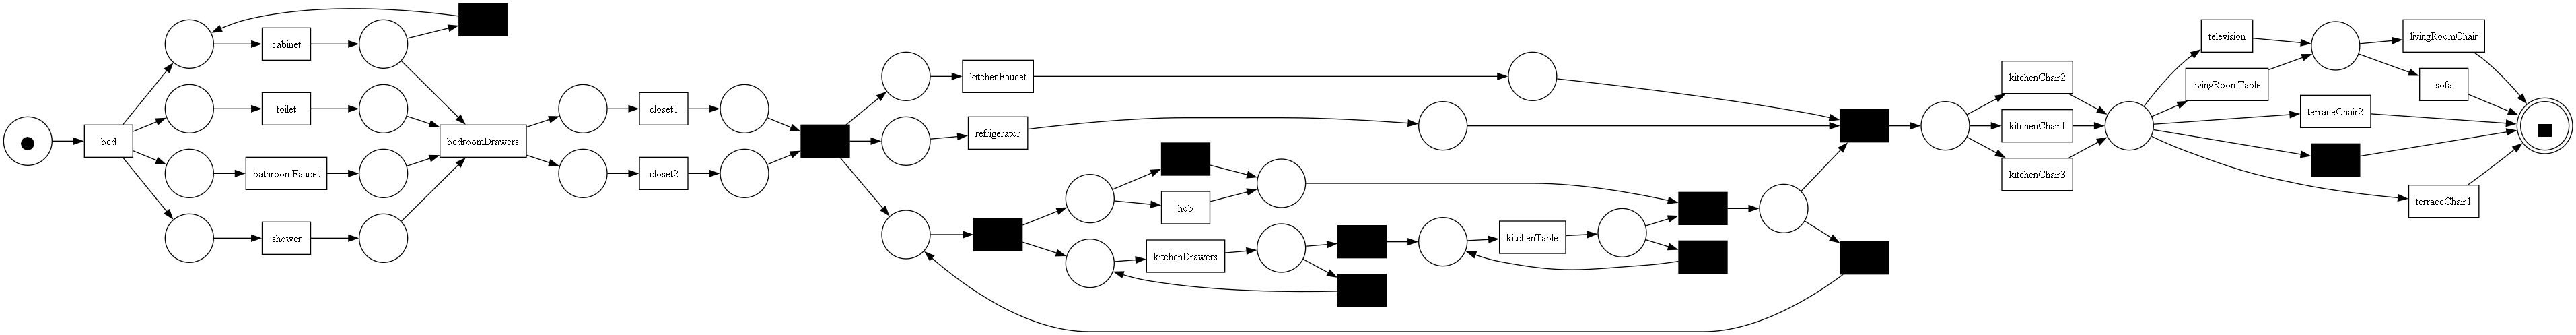 bed
cabinet
toilet
bathroomFaucet
shower
bedroomDrawers
closet1
closet2
kitchenFaucet
refrigerator
hob
kitchenDrawers
kitchenTable
kitchenChair2
kitchenChair1
kitchenChair3
television
livingRoomTable
terraceChair2
terraceChair1
livingRoomChair
sofa